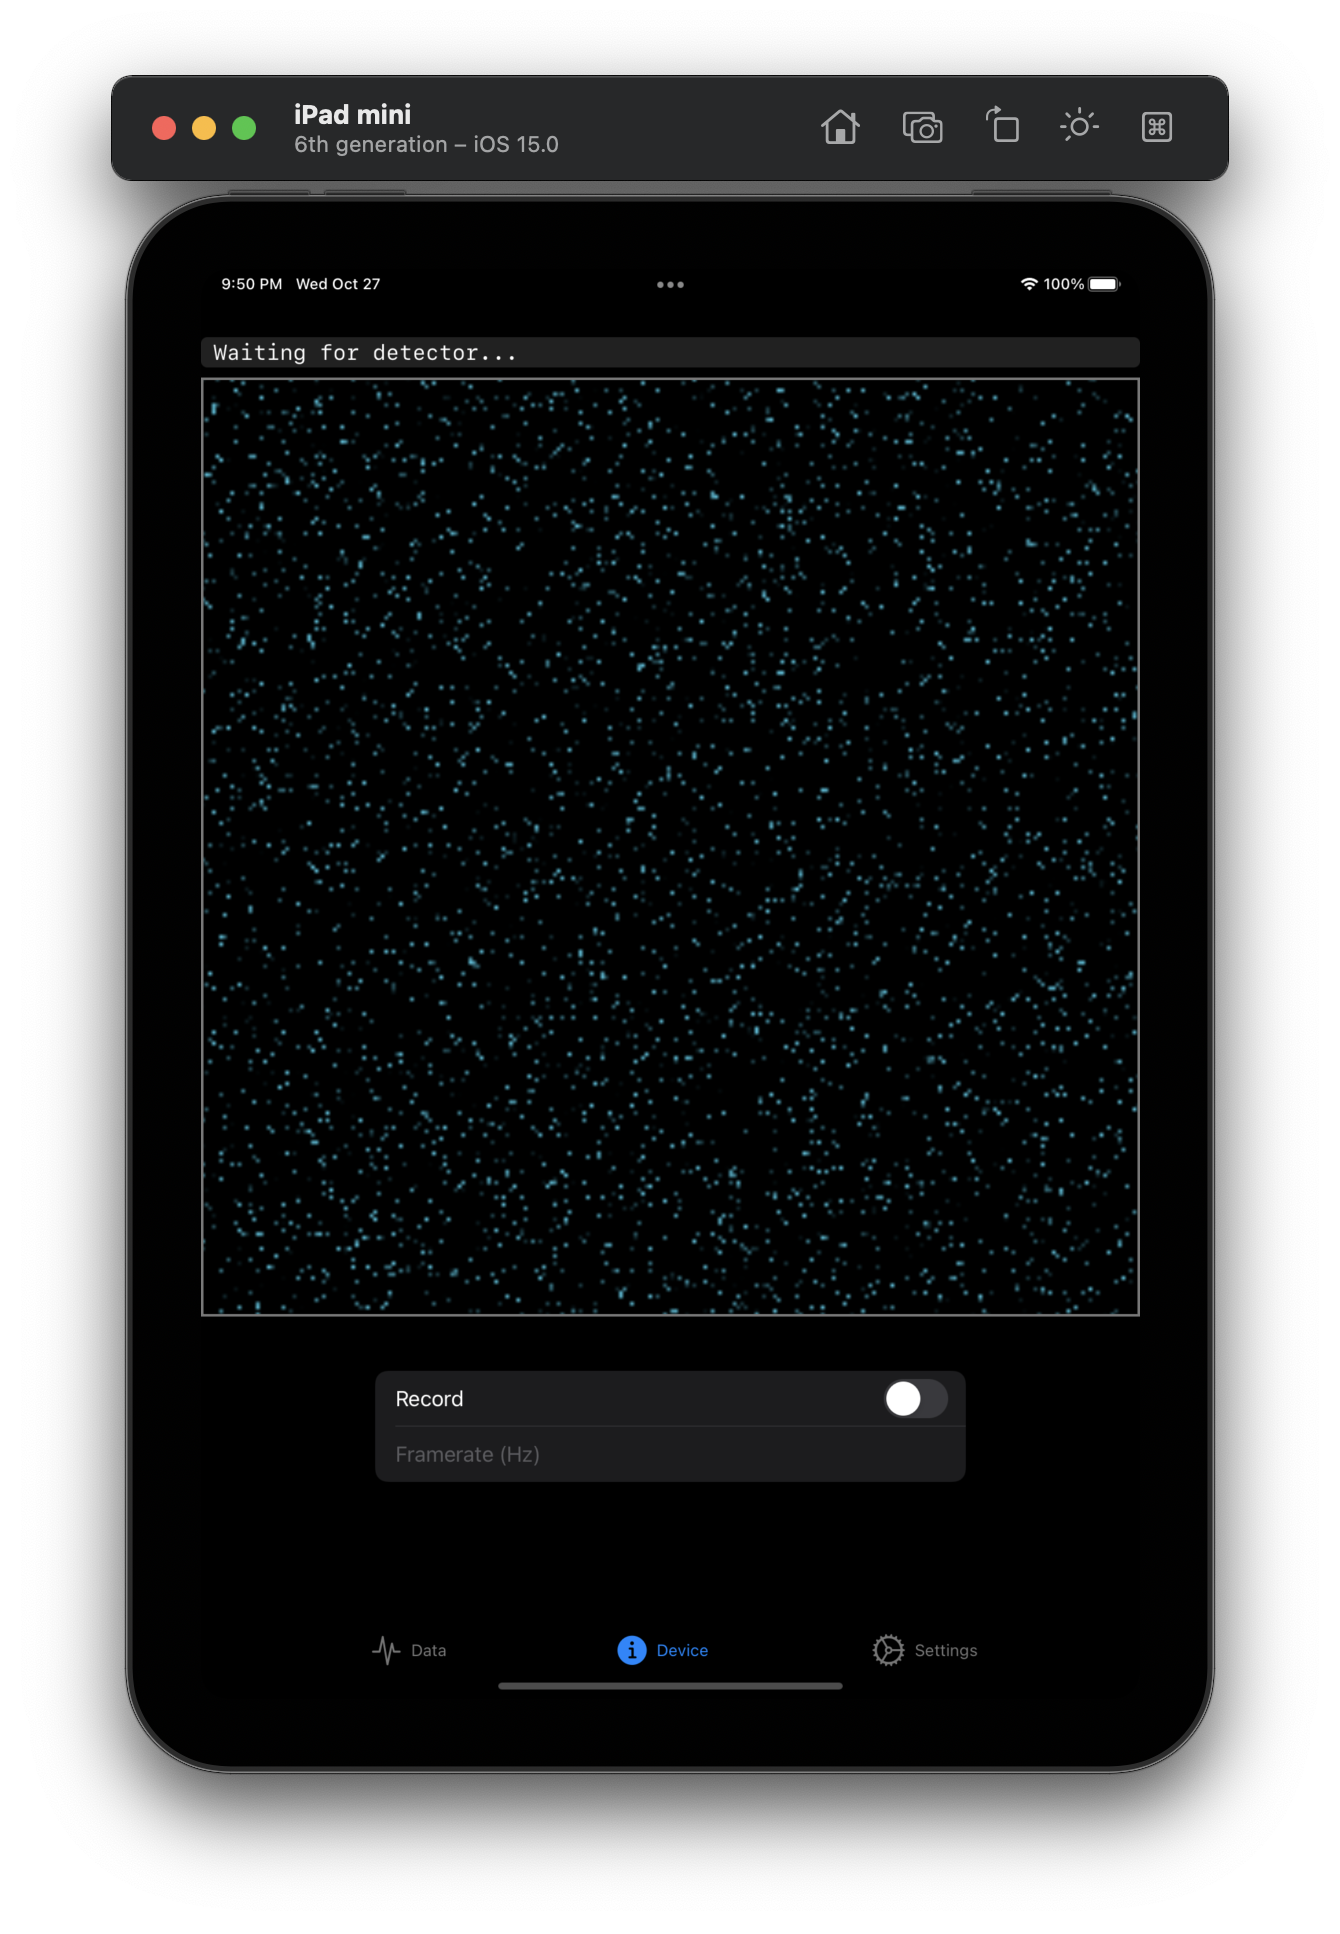 iPad mini
6th generation – iOS 15.0
9:50 PM Wed Oct 27
100%
Waiting for detector...
Record
Framerate (Hz)
Data
Device
Settings